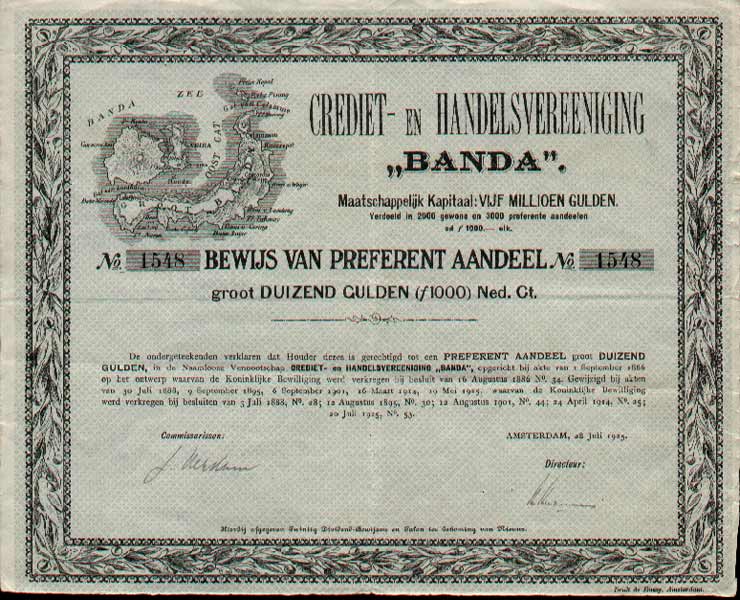 BANDA ZEE
CREDIET- EN HANDELSVEREENIGING
„BANDA".
Maatschappelijk Kapitaal: VIJF MILLIOEN GULDEN.
Verdeeld in 2000 gewone en 3000 preferente aandeelen
ad ƒ 1000.— elk.
No. 1548 BEWIJS VAN PREFERENT AANDEEL No. 1548
groot DUIZEND GULDEN (ƒ1000) Ned. Ct.
De ondergeteekenden verklaren dat Houder dezes is gerechtigd tot een PREFERENT AANDEEL groot DUIZEND
GULDEN, in de Naamlooze Vennootschap CREDIET- en HANDELSVEREENIGING „BANDA", opgericht bij akte van 1 September 1886
op het ontwerp waarvan de Koninklijke Bewilliging werd verkregen bij besluit van 16 Augustus 1886 No. 34. Gewijzigd bij akten
van 30 Juli 1888, 9 September 1895, 6 September 1901, 26 Maart 1914, 19 Mei 1915, waarvan de Koninklijke Bewilliging
werd verkregen bij besluiten van 3 Juli 1888, No. 28; 12 Augustus 1895, No. 30; 12 Augustus 1901, No. 44; 24 April 1914, No. 25;
20 Juli 1915, No. 53.
Commissarissen:
AMSTERDAM, 28 Juli 1915.
Directeur:
Hierbij afgegeven Twintig Dividend-Bewijzen en Talon ter bekoming van Nieuwe.
Amsterdam.